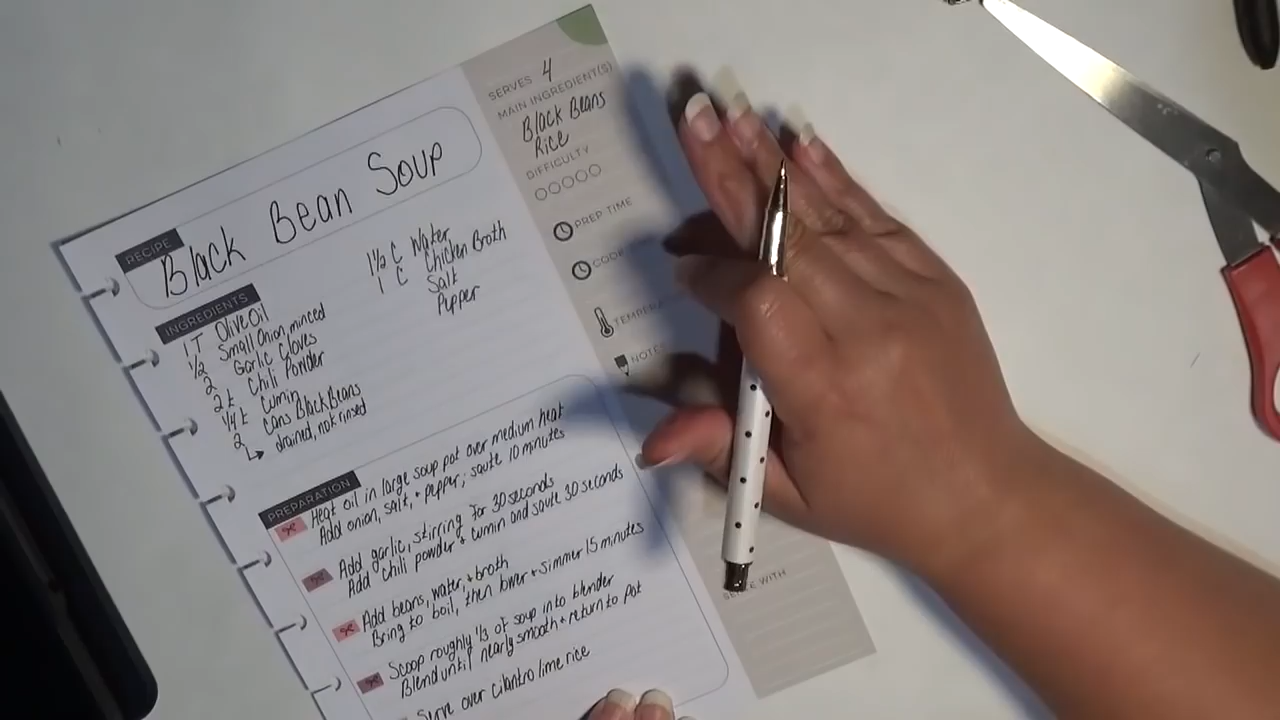 RECIPE
Black Bean Soup
INGREDIENTS
1 T Olive Oil
1/2 Small Onion, minced
2 Garlic Cloves
2 t Chili Powder
1/4 t Cumin
2 Cans Black Beans
↳ drained, not rinsed
1 1/2 C Water
1 C Chicken Broth
Salt
Pepper
PREPARATION
Heat oil in large soup pot over medium heat
Add onion, salt, + pepper; saute 10 minutes
Add garlic, stirring for 30 seconds
Add chili powder + cumin and saute 30 seconds
Add beans, water, + broth
Bring to boil, then lower + simmer 15 minutes
Scoop roughly 1/3 of soup into blender
Blend until nearly smooth + return to pot
Serve over cilantro lime rice
SERVES 4
MAIN INGREDIENT(S)
Black Beans
Rice
DIFFICULTY
PREP TIME
WITH